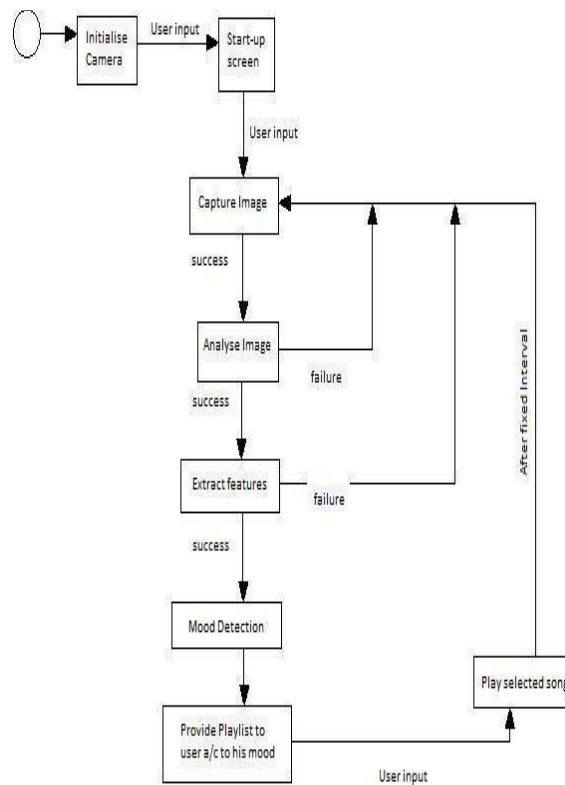 Initialise
Camera
User input
Start-up
screen
User input
Capture Image
success
Analyse Image
failure
success
Extract features
failure
success
After fixed Interval
Mood Detection
Play selected song
Provide Playlist to
user a/c to his mood
User input